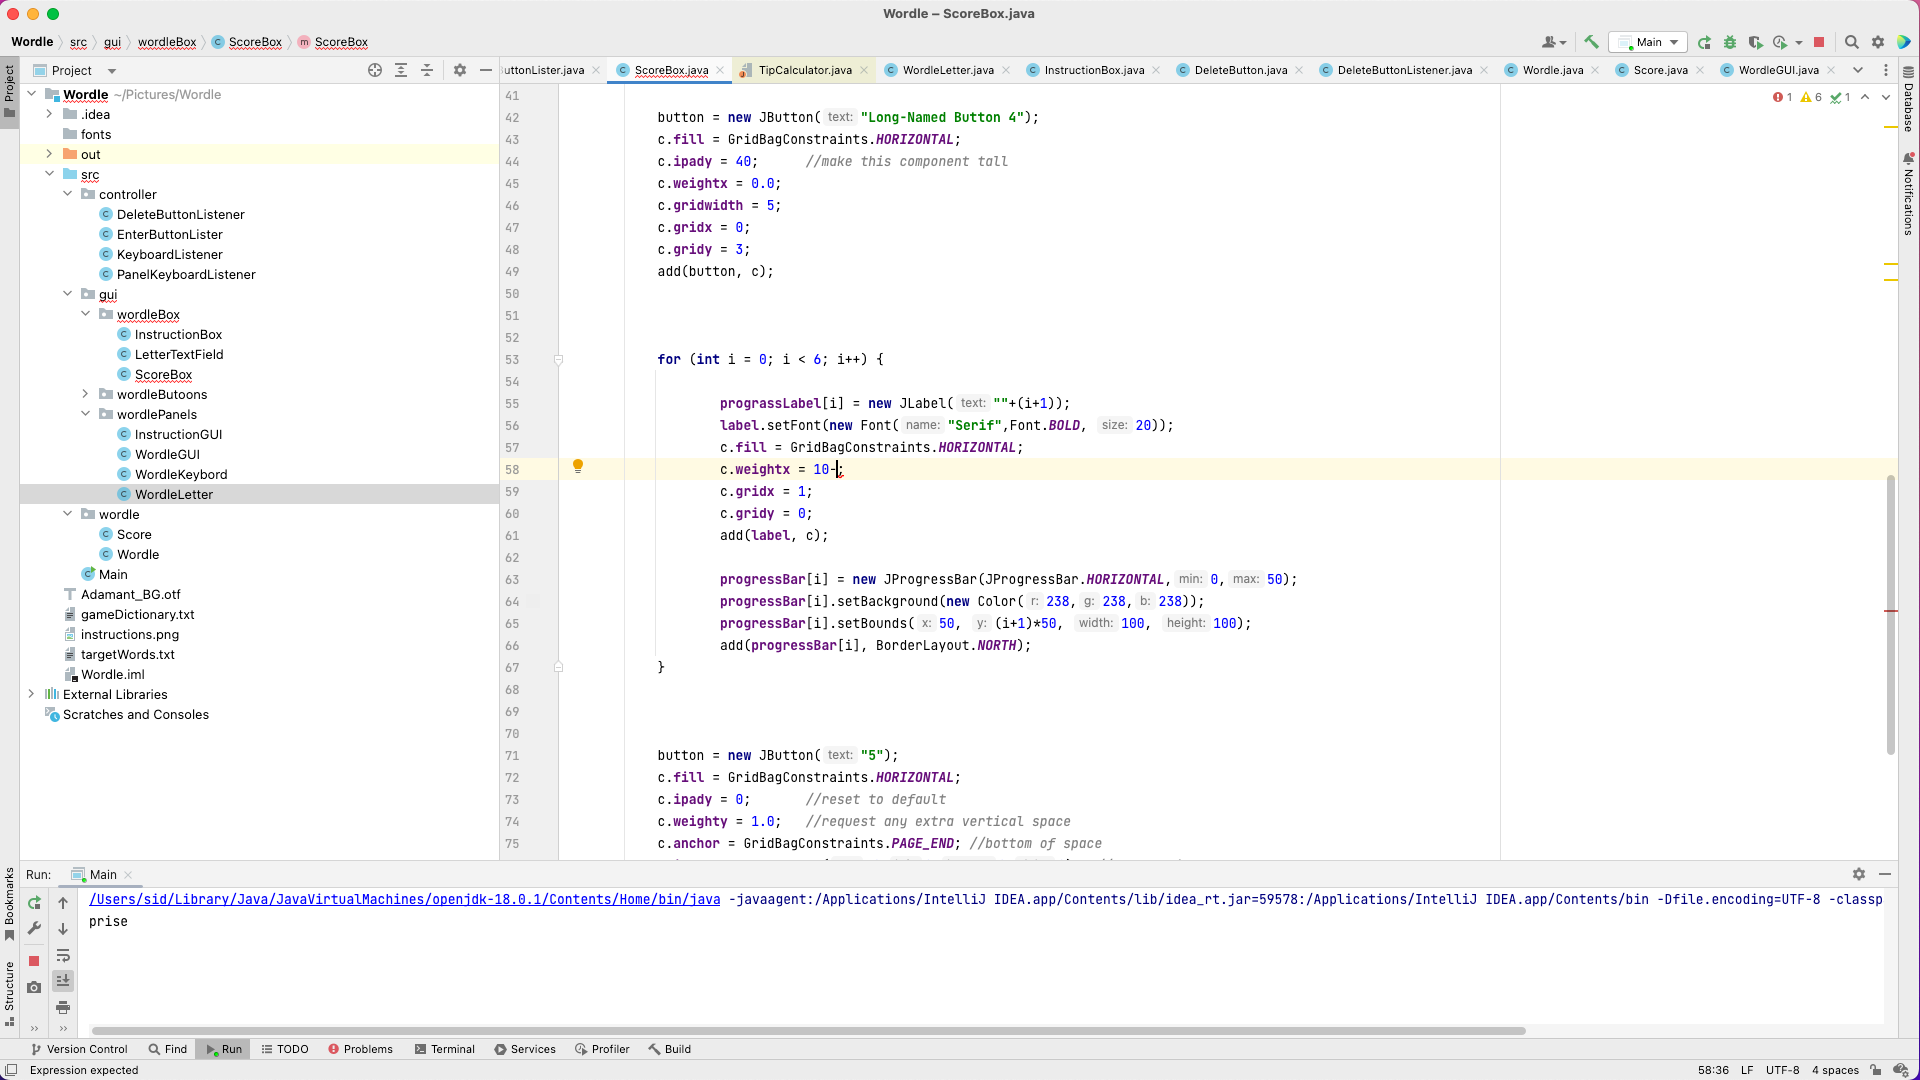 Wordle – ScoreBox.java
Wordle src gui wordleBox ScoreBox ScoreBox
Main
Project
Project
uttonLister.java ScoreBox.java TipCalculator.java WordleLetter.java InstructionBox.java DeleteButton.java DeleteButtonListener.java Wordle.java Score.java WordleGUI.java
Wordle ~/Pictures/Wordle
.idea
fonts
out
src
controller
DeleteButtonListener
EnterButtonLister
KeyboardListener
PanelKeyboardListener
gui
wordleBox
InstructionBox
LetterTextField
ScoreBox
wordleButoons
wordlePanels
InstructionGUI
WordleGUI
WordleKeybord
WordleLetter
wordle
Score
Wordle
Main
Adamant_BG.otf
gameDictionary.txt
instructions.png
targetWords.txt
Wordle.iml
External Libraries
Scratches and Consoles
1 6 1
41
42 button = new JButton( text: "Long-Named Button 4");
43 c.fill = GridBagConstraints.HORIZONTAL;
44 c.ipady = 40; //make this component tall
45 c.weightx = 0.0;
46 c.gridwidth = 5;
47 c.gridx = 0;
48 c.gridy = 3;
49 add(button, c);
50
51
52
53 for (int i = 0; i < 6; i++) {
54
55 prograssLabel[i] = new JLabel( text: ""+(i+1));
56 label.setFont(new Font( name: "Serif",Font.BOLD, size: 20));
57 c.fill = GridBagConstraints.HORIZONTAL;
58 c.weightx = 10-;
59 c.gridx = 1;
60 c.gridy = 0;
61 add(label, c);
62
63 progressBar[i] = new JProgressBar(JProgressBar.HORIZONTAL, min: 0, max: 50);
64 progressBar[i].setBackground(new Color( r: 238, g: 238, b: 238));
65 progressBar[i].setBounds( x: 50, y: (i+1)*50, width: 100, height: 100);
66 add(progressBar[i], BorderLayout.NORTH);
67 }
68
69
70
71 button = new JButton( text: "5");
72 c.fill = GridBagConstraints.HORIZONTAL;
73 c.ipady = 0; //reset to default
74 c.weighty = 1.0; //request any extra vertical space
75 c.anchor = GridBagConstraints.PAGE_END; //bottom of space
Database
Notifications
Run: Main
/Users/sid/Library/Java/JavaVirtualMachines/openjdk-18.0.1/Contents/Home/bin/java -javaagent:/Applications/IntelliJ IDEA.app/Contents/lib/idea_rt.jar=59578:/Applications/IntelliJ IDEA.app/Contents/bin -Dfile.encoding=UTF-8 -classp
prise
Bookmarks
Structure
Version Control Find Run TODO Problems Terminal Services Profiler Build
Expression expected
58:36 LF UTF-8 4 spaces